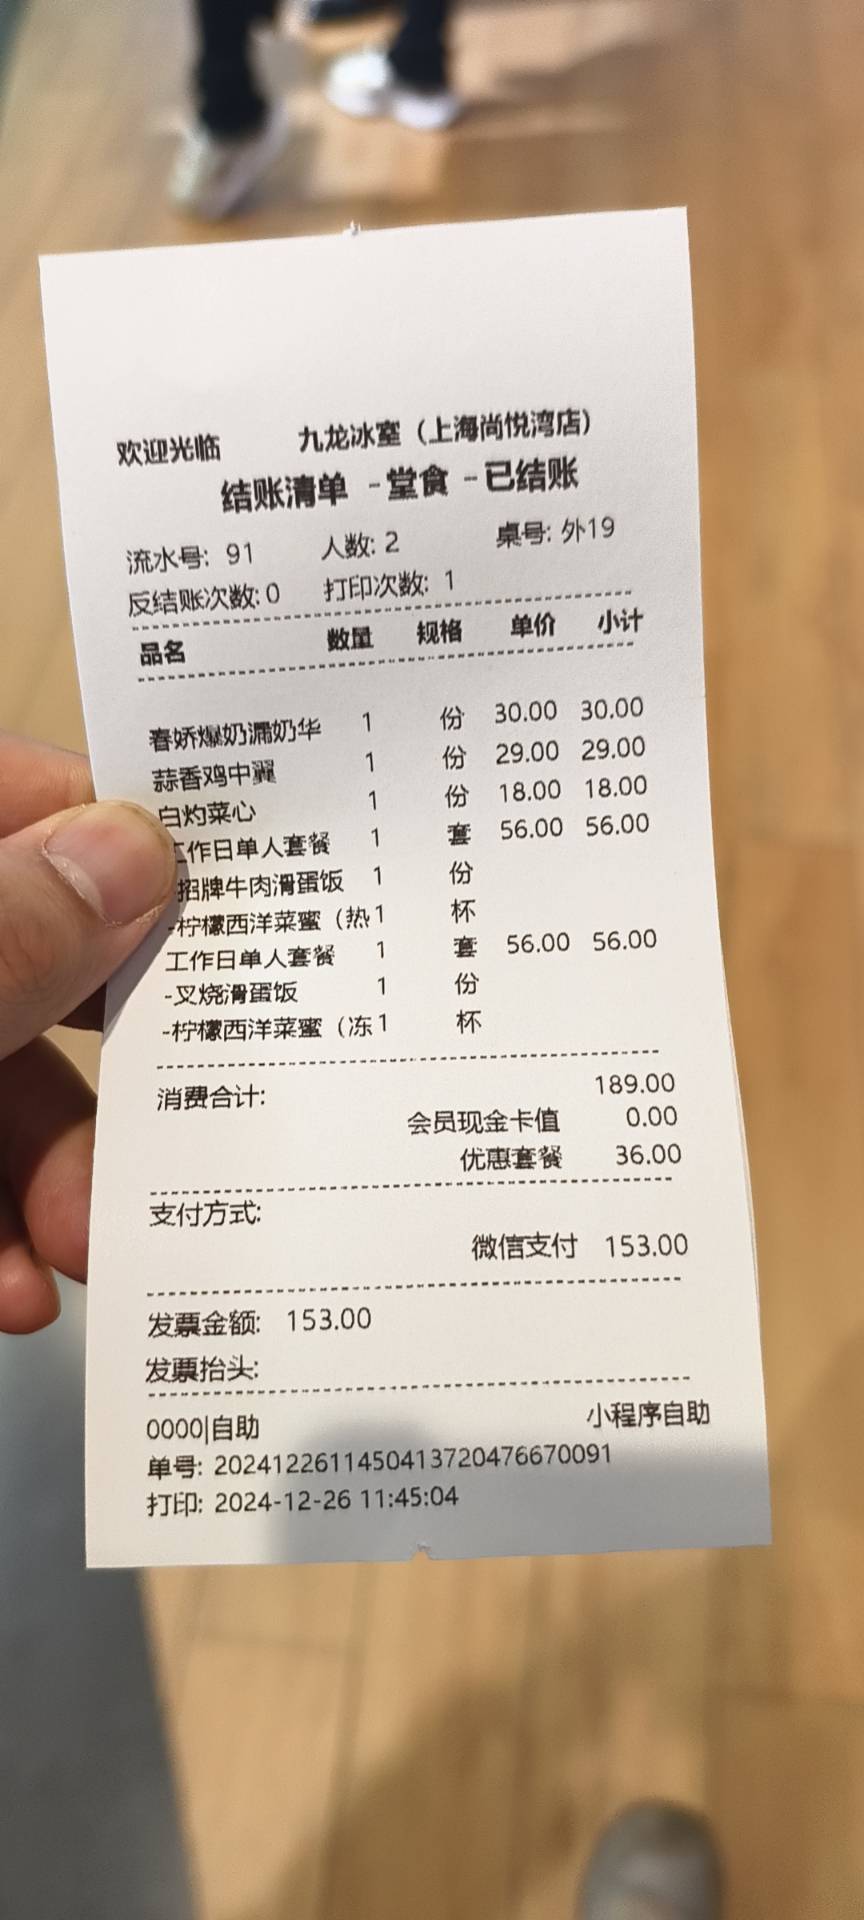 欢迎光临 九龙冰室（上海尚悦湾店）
结账清单 -堂食 -已结账
流水号: 91 人数: 2 桌号: 外19
反结账次数: 0 打印次数: 1
品名 数量 规格 单价 小计
春娇爆奶漏奶华 1 份 30.00 30.00
蒜香鸡中翼 1 份 29.00 29.00
白灼菜心 1 份 18.00 18.00
工作日单人套餐 1 套 56.00 56.00
-招牌牛肉滑蛋饭 1 份
-柠檬西洋菜蜜（热 1 杯
工作日单人套餐 1 套 56.00 56.00
-叉烧滑蛋饭 1 份
-柠檬西洋菜蜜（冻 1 杯
消费合计: 189.00
会员现金卡值 0.00
优惠套餐 36.00
支付方式:
微信支付 153.00
发票金额: 153.00
发票抬头:
0000|自助 小程序自助
单号: 20241226114504137204766​70091
打印: 2024-12-26 11:45:04